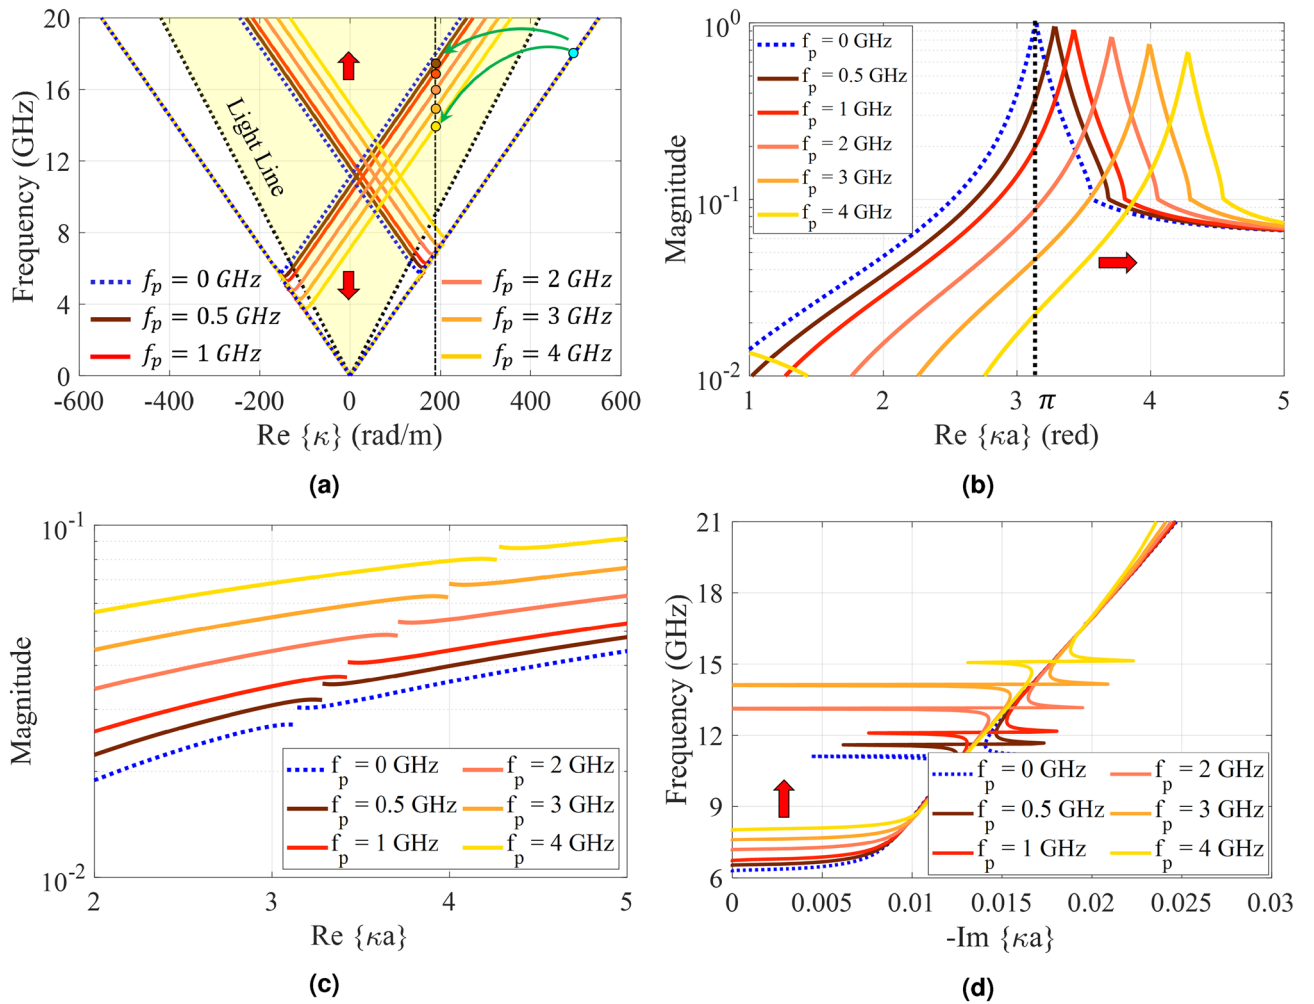 20
16
12
8
4
0
-600
-400
-200
0
200
400
600
Frequency (GHz)
Re {κ} (rad/m)
Light Line
f_p = 0 GHz
f_p = 0.5 GHz
f_p = 1 GHz
f_p = 2 GHz
f_p = 3 GHz
f_p = 4 GHz
(a)
10^0
10^-1
10^-2
1
2
3
π
4
5
Magnitude
Re {κa} (red)
f_p = 0 GHz
f_p = 0.5 GHz
f_p = 1 GHz
f_p = 2 GHz
f_p = 3 GHz
f_p = 4 GHz
(b)
10^-1
10^-2
2
3
4
5
Magnitude
Re {κa}
f_p = 0 GHz
f_p = 0.5 GHz
f_p = 1 GHz
f_p = 2 GHz
f_p = 3 GHz
f_p = 4 GHz
(c)
21
18
15
12
9
6
0
0.005
0.01
0.015
0.02
0.025
0.03
Frequency (GHz)
-Im {κa}
f_p = 0 GHz
f_p = 0.5 GHz
f_p = 1 GHz
f_p = 2 GHz
f_p = 3 GHz
f_p = 4 GHz
(d)